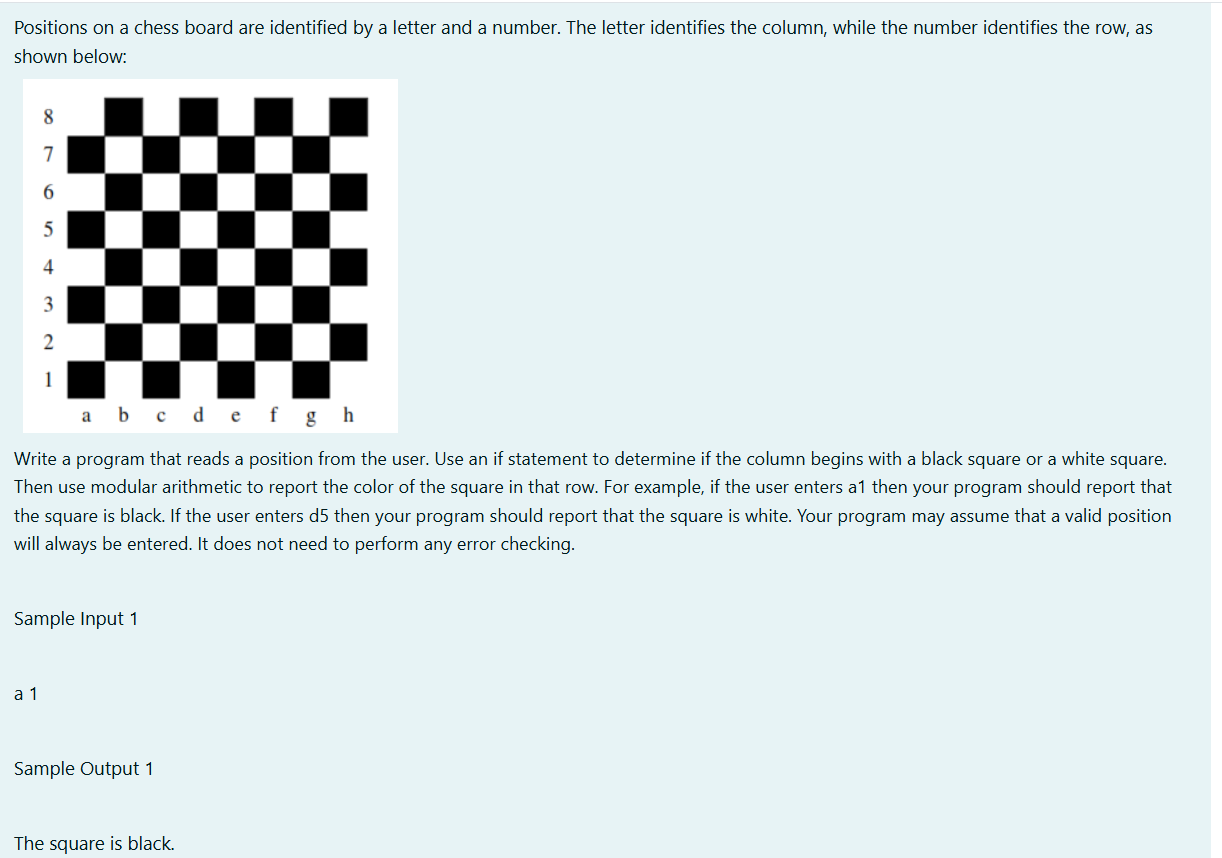 Positions on a chess board are identified by a letter and a number. The letter identifies the column, while the number identifies the row, as
shown below:
8
7
6
5
4
3
2
1
a b c d e f g h
Write a program that reads a position from the user. Use an if statement to determine if the column begins with a black square or a white square.
Then use modular arithmetic to report the color of the square in that row. For example, if the user enters a1 then your program should report that
the square is black. If the user enters d5 then your program should report that the square is white. Your program may assume that a valid position
will always be entered. It does not need to perform any error checking.
Sample Input 1
a 1
Sample Output 1
The square is black.